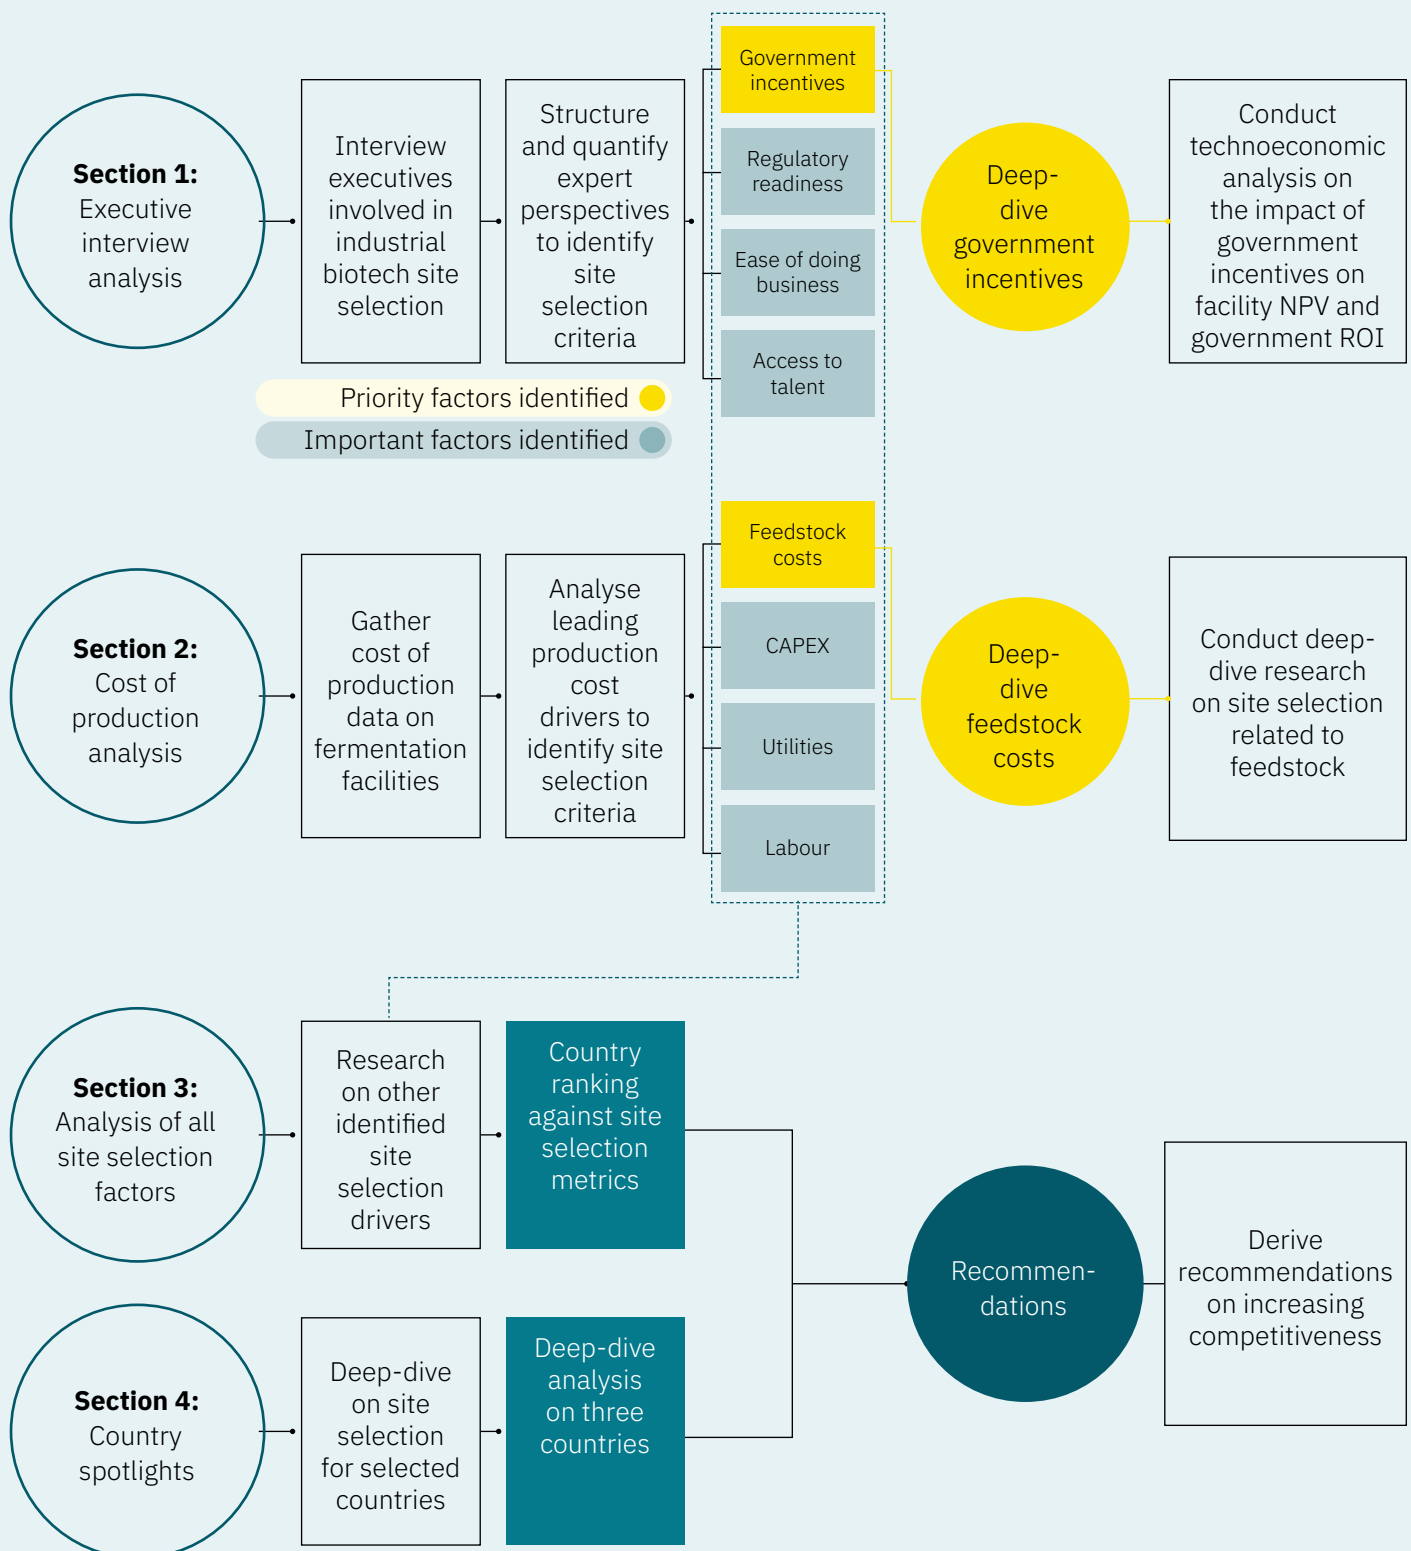 Section 1:
Executive
interview
analysis
Interview
executives
involved in
industrial
biotech site
selection
Structure
and quantify
expert
perspectives
to identify
site
selection
criteria
Government
incentives
Regulatory
readiness
Ease of doing
business
Access to
talent
Deep-
dive
government
incentives
Conduct
technoeconomic
analysis on
the impact of
government
incentives on
facility NPV and
government ROI
Priority factors identified
Important factors identified
Section 2:
Cost of
production
analysis
Gather
cost of
production
data on
fermentation
facilities
Analyse
leading
production
cost
drivers to
identify site
selection
criteria
Feedstock
costs
CAPEX
Utilities
Labour
Deep-
dive
feedstock
costs
Conduct deep-
dive research
on site selection
related to
feedstock
Section 3:
Analysis of all
site selection
factors
Research
on other
identified
site
selection
drivers
Country
ranking
against site
selection
metrics
Section 4:
Country
spotlights
Deep-dive
on site
selection
for selected
countries
Deep-dive
analysis
on three
countries
Recommen-
dations
Derive
recommendations
on increasing
competitiveness